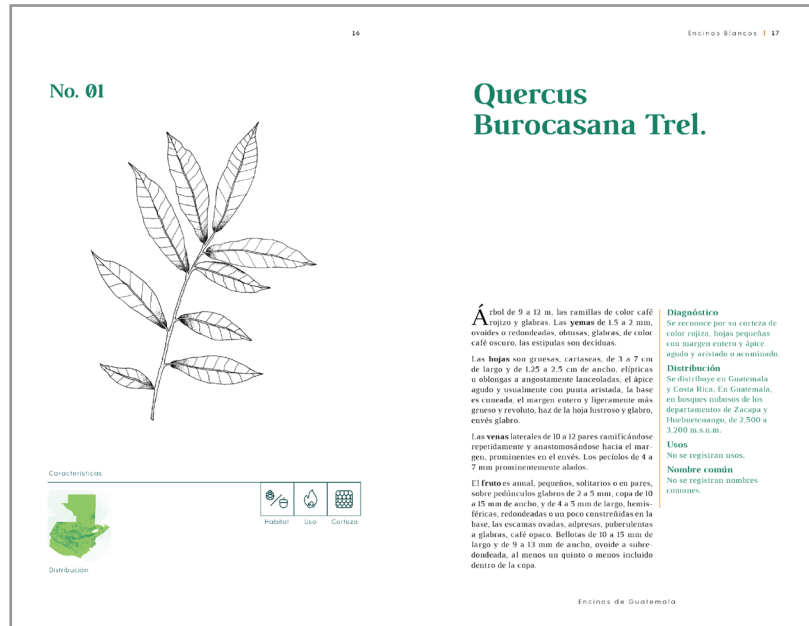 16
No. 01
Características
Habitat
Uso
Corteza
Distribución
Encinos Blancos | 17
Quercus
Burocasana Trel.
Árbol de 9 a 12 m, las ramillas de color café
rojizo y glabras. Las yemas de 1.5 a 2 mm,
ovoides o redondeadas, obtusas, glabras, de color
café oscuro, las estipulas son deciduas.
Las hojas son gruesas, cartaseas, de 3 a 7 cm
de largo y de 1.25 a 2.5 cm de ancho, elípticas
u oblongas a angostamente lanceoladas, el ápice
agudo y usualmente con punta aristada, la base
es cuneada, el margen entero y ligeramente más
grueso y revoluto, haz de la hoja lustroso y glabro,
envés glabro.
Las venas laterales de 10 a 12 pares ramificándose
repetidamente y anastomosándose hacia el mar-
gen, prominentes en el envés. Los pecíolos de 4 a
7 mm prominentemente alados.
El fruto es anual, pequeños, solitarios o en pares,
sobre pedúnculos glabros de 2 a 5 mm, copa de 10
a 15 mm de ancho, y de 4 a 5 mm de largo, hemis-
féricas, redondeadas o un poco constreñidas en la
base, las escamas ovadas, adpresas, puberulentas
a glabras, café opaco. Bellotas de 10 a 15 mm de
largo y de 9 a 13 mm de ancho, ovoide a subre-
dondeada, al menos un quinto o menos incluido
dentro de la copa.
Diagnóstico
Se reconoce por su corteza de
color rojiza, hojas pequeñas
con margen entero y ápice
agudo y aristado o acuminado.
Distribución
Se distribuye en Guatemala
y Costa Rica. En Guatemala,
en bosques nubosos de los
departamentos de Zacapa y
Huehuetenango, de 2,500 a
3,200 m.s.n.m.
Usos
No se registran usos.
Nombre común
No se registran nombres
comunes.
Encinos de Guatemala